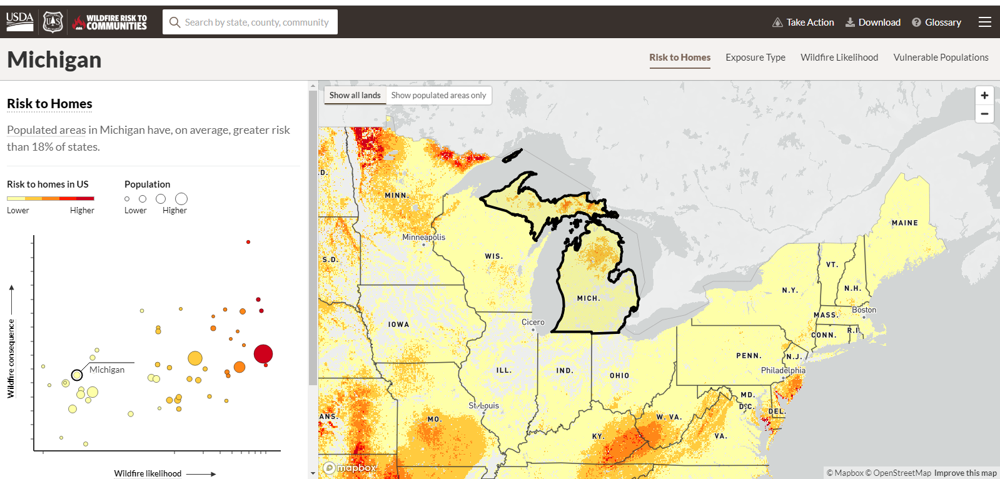 USDA
WILDFIRE RISK TO
COMMUNITIES
Search by state, county, community
Take Action
Download
Glossary
Michigan
Risk to Homes
Exposure Type
Wildfire Likelihood
Vulnerable Populations
Risk to Homes
Populated areas in Michigan have, on average, greater risk
than 18% of states.
Risk to homes in US
Lower
Higher
Population
Lower
Higher
Wildfire consequence
Michigan
Wildfire likelihood
Show all lands
Show populated areas only
+
−
.D.
MINN.
Minneapolis
S.D.
WIS.
MICH.
MAINE
VT.
N.H.
N.Y.
MASS.
Boston
CONN.
R.I.
IOWA
Cicero
PENN.
N.J.
Philadelphia
ILL.
IND.
OHIO
MD.
D.C.
DEL.
St. Louis
ANS.
MO.
W. VA.
KY.
VA.
mapbox
© Mapbox © OpenStreetMap Improve this map